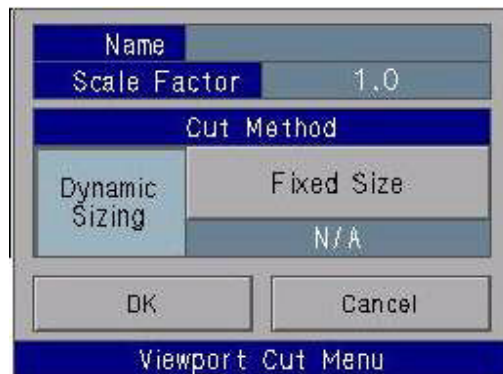 Name
Scale Factor 1.0
Cut Method
Dynamic
Sizing
Fixed Size
N/A
OK Cancel
Viewport Cut Menu